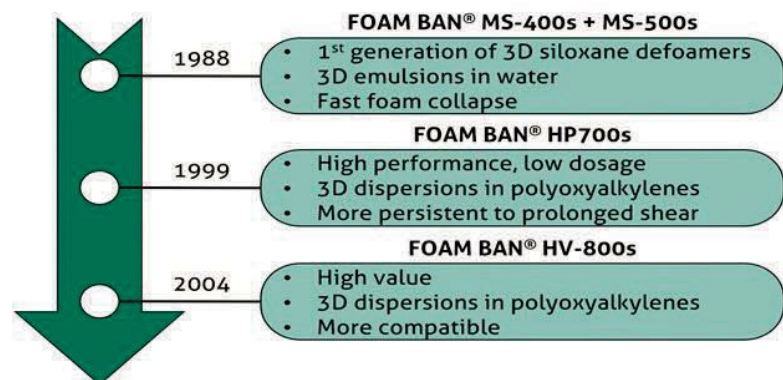 FOAM BAN® MS-400s + MS-500s
1988
• 1st generation of 3D siloxane defoamers
• 3D emulsions in water
• Fast foam collapse
FOAM BAN® HP700s
1999
• High performance, low dosage
• 3D dispersions in polyoxyalkylenes
• More persistent to prolonged shear
FOAM BAN® HV-800s
2004
• High value
• 3D dispersions in polyoxyalkylenes
• More compatible